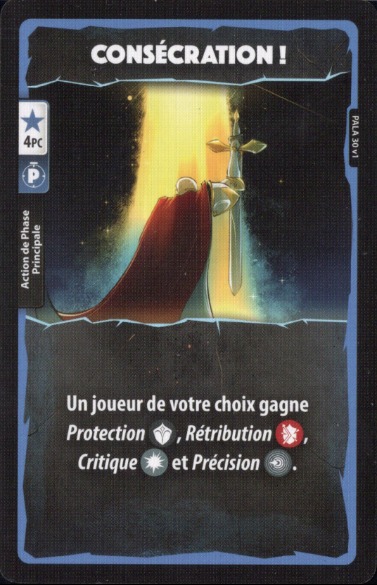 CONSÉCRATION !
4PC
P
Action de Phase
Principale
PALA 30 v1
Un joueur de votre choix gagne
Protection , Rétribution ,
Critique et Précision .